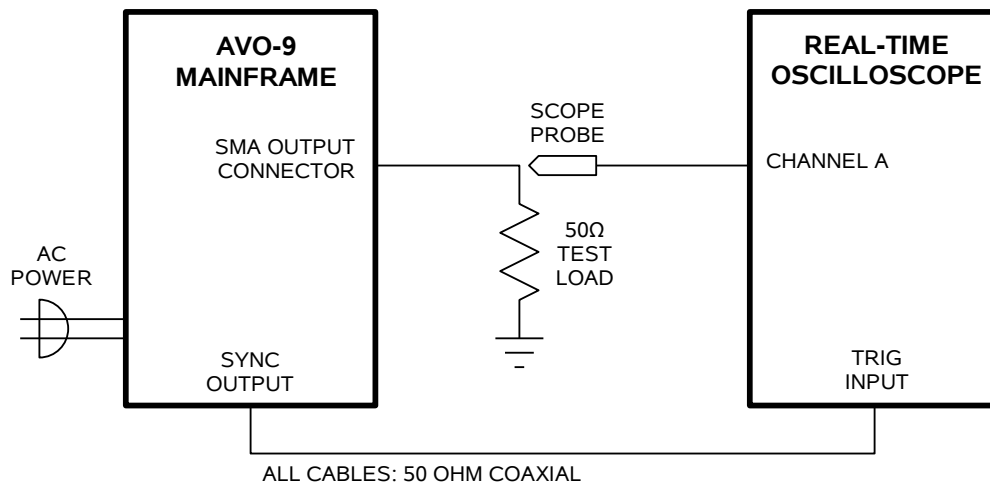 AVO-9
MAINFRAME
SMA OUTPUT
CONNECTOR
AC
POWER
SYNC
OUTPUT
SCOPE
PROBE
50Ω
TEST
LOAD
REAL-TIME
OSCILLOSCOPE
CHANNEL A
TRIG
INPUT
ALL CABLES: 50 OHM COAXIAL